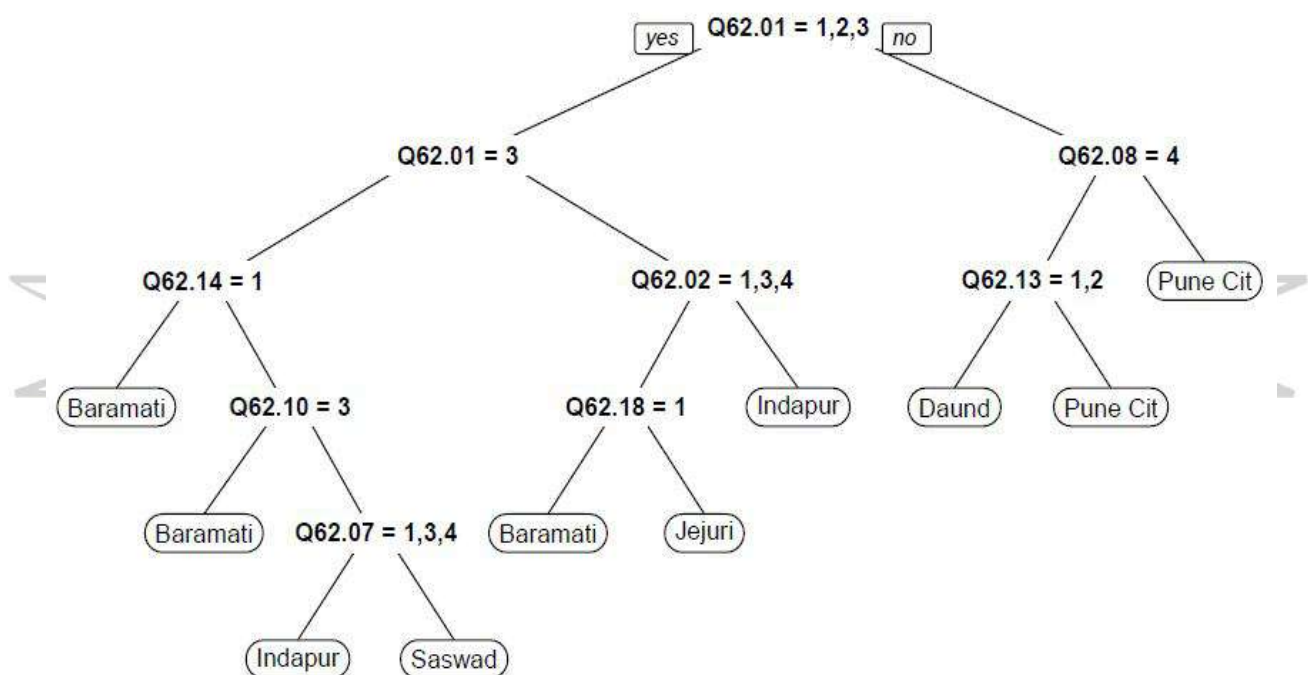 yes Q62.01 = 1,2,3 no
Q62.01 = 3 Q62.08 = 4
Q62.14 = 1 Q62.02 = 1,3,4 Q62.13 = 1,2 Pune Cit
Baramati Q62.10 = 3 Q62.18 = 1 Indapur Daund Pune Cit
Baramati Q62.07 = 1,3,4 Baramati Jejuri
Indapur Saswad